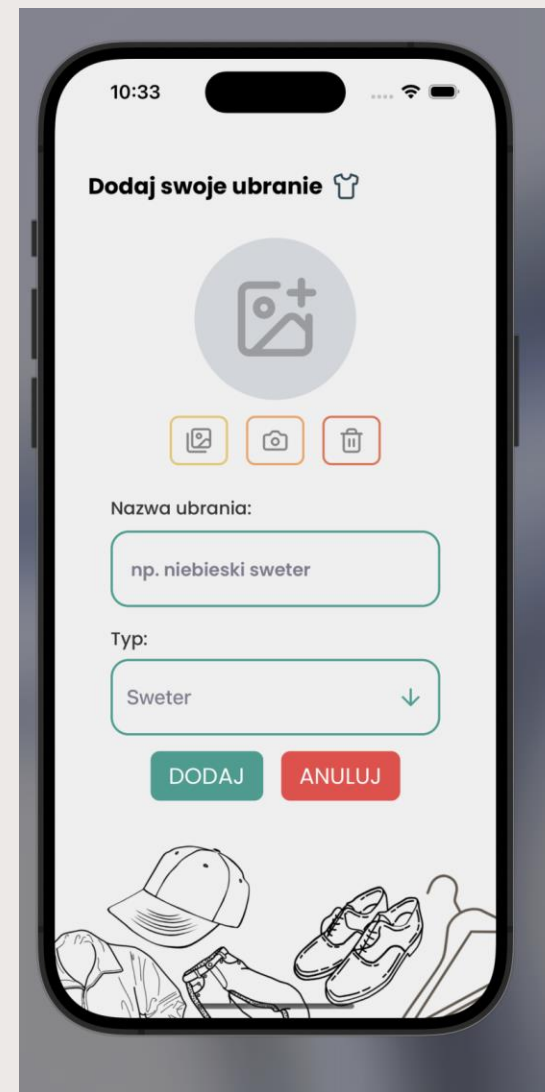 10:33
Dodaj swoje ubranie
Nazwa ubrania:
np. niebieski sweter
Typ:
Sweter
DODAJ ANULUJ